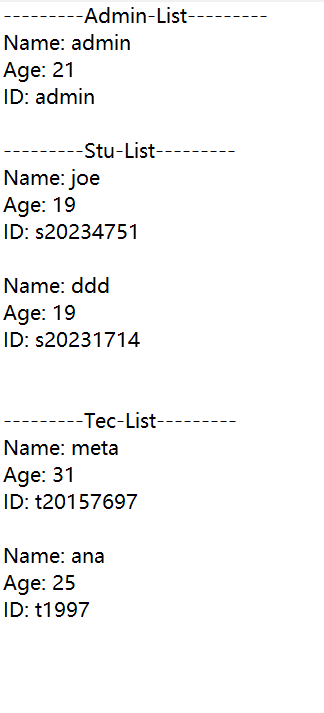 ---------Admin-List---------
Name: admin
Age: 21
ID: admin
---------Stu-List---------
Name: joe
Age: 19
ID: s20234751
Name: ddd
Age: 19
ID: s20231714
---------Tec-List---------
Name: meta
Age: 31
ID: t20157697
Name: ana
Age: 25
ID: t1997